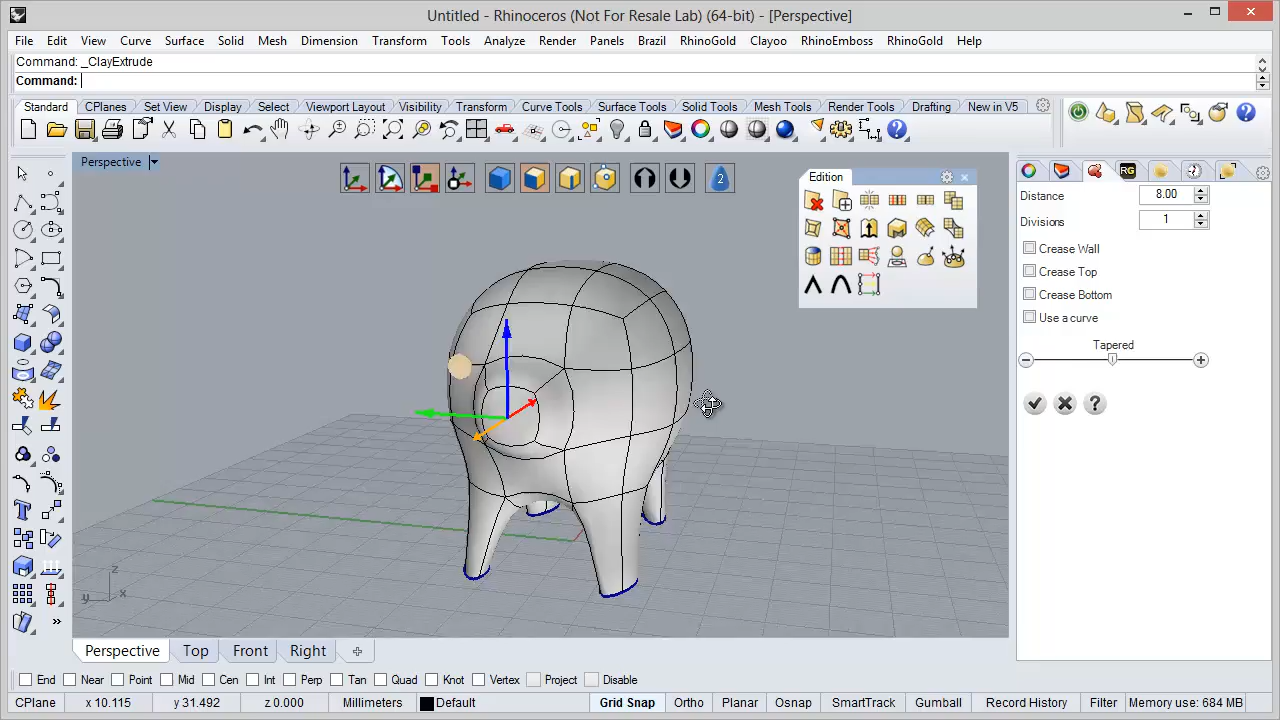 Untitled - Rhinoceros (Not For Resale Lab) (64-bit) - [Perspective]
File Edit View Curve Surface Solid Mesh Dimension Transform Tools Analyze Render Panels Brazil RhinoGold Clayoo RhinoEmboss RhinoGold Help
Command: _ClayExtrude
Command:
Standard CPlanes Set View Display Select Viewport Layout Visibility Transform Curve Tools Surface Tools Solid Tools Mesh Tools Render Tools Drafting New in V5
Perspective
Edition
2
RG
Distance 8.00
Divisions 1
Crease Wall
Crease Top
Crease Bottom
Use a curve
Tapered
z
y x
Perspective Top Front Right
End Near Point Mid Cen Int Perp Tan Quad Knot Vertex Project Disable
CPlane x 10.115 y 31.492 z 0.000 Millimeters Default Grid Snap Ortho Planar Osnap SmartTrack Gumball Record History Filter Memory use: 684 MB